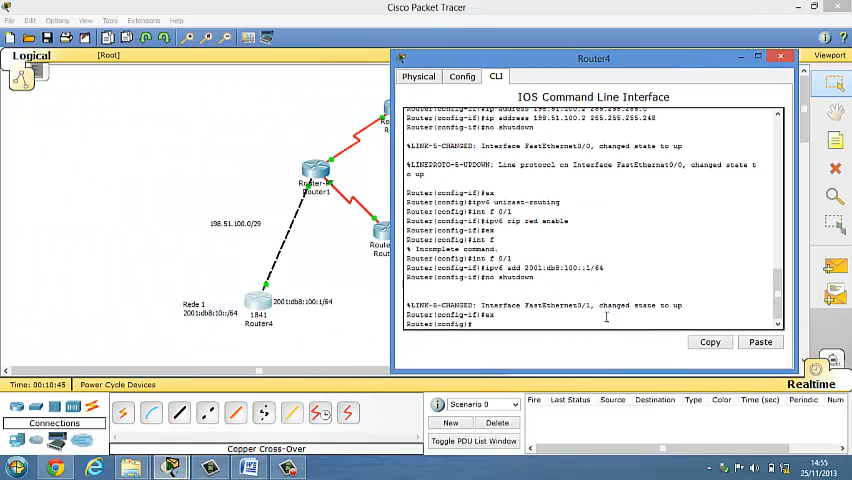 Cisco Packet Tracer
File Edit Options View Tools Extensions Help
Logical
[Root]
Viewport
Router4
Physical Config CLI
IOS Command Line Interface
Router(config-if)#ip address 198.51.100.2 255.255.255.248
Router(config-if)#no shutdown
%LINK-5-CHANGED: Interface FastEthernet0/0, changed state to up
%LINEPROTO-5-UPDOWN: Line protocol on Interface FastEthernet0/0, changed state t
o up
Router(config-if)#ex
Router(config)#ipv6 unicast-routing
Router(config)#int f 0/1
Router(config-if)#ipv6 rip red enable
Router(config-if)#ex
Router(config)#int f
% Incomplete command.
Router(config)#int f 0/1
Router(config-if)#ipv6 add 2001:db8:100::1/64
Router(config-if)#no shutdown
%LINK-5-CHANGED: Interface FastEthernet0/1, changed state to up
Router(config-if)#ex
Router(config)#
Copy Paste
Router1
198.51.100.0/29
Rede 1
2001:db8:10::/64
2001:db8:100:1/64
1841
Router4
Time: 00:10:45 Power Cycle Devices
Realtime
Connections
Copper Cross-Over
Scenario 0
New Delete
Toggle PDU List Window
Fire Last Status Source Destination Type Color Time (sec) Periodic Num
14:55
25/11/2013